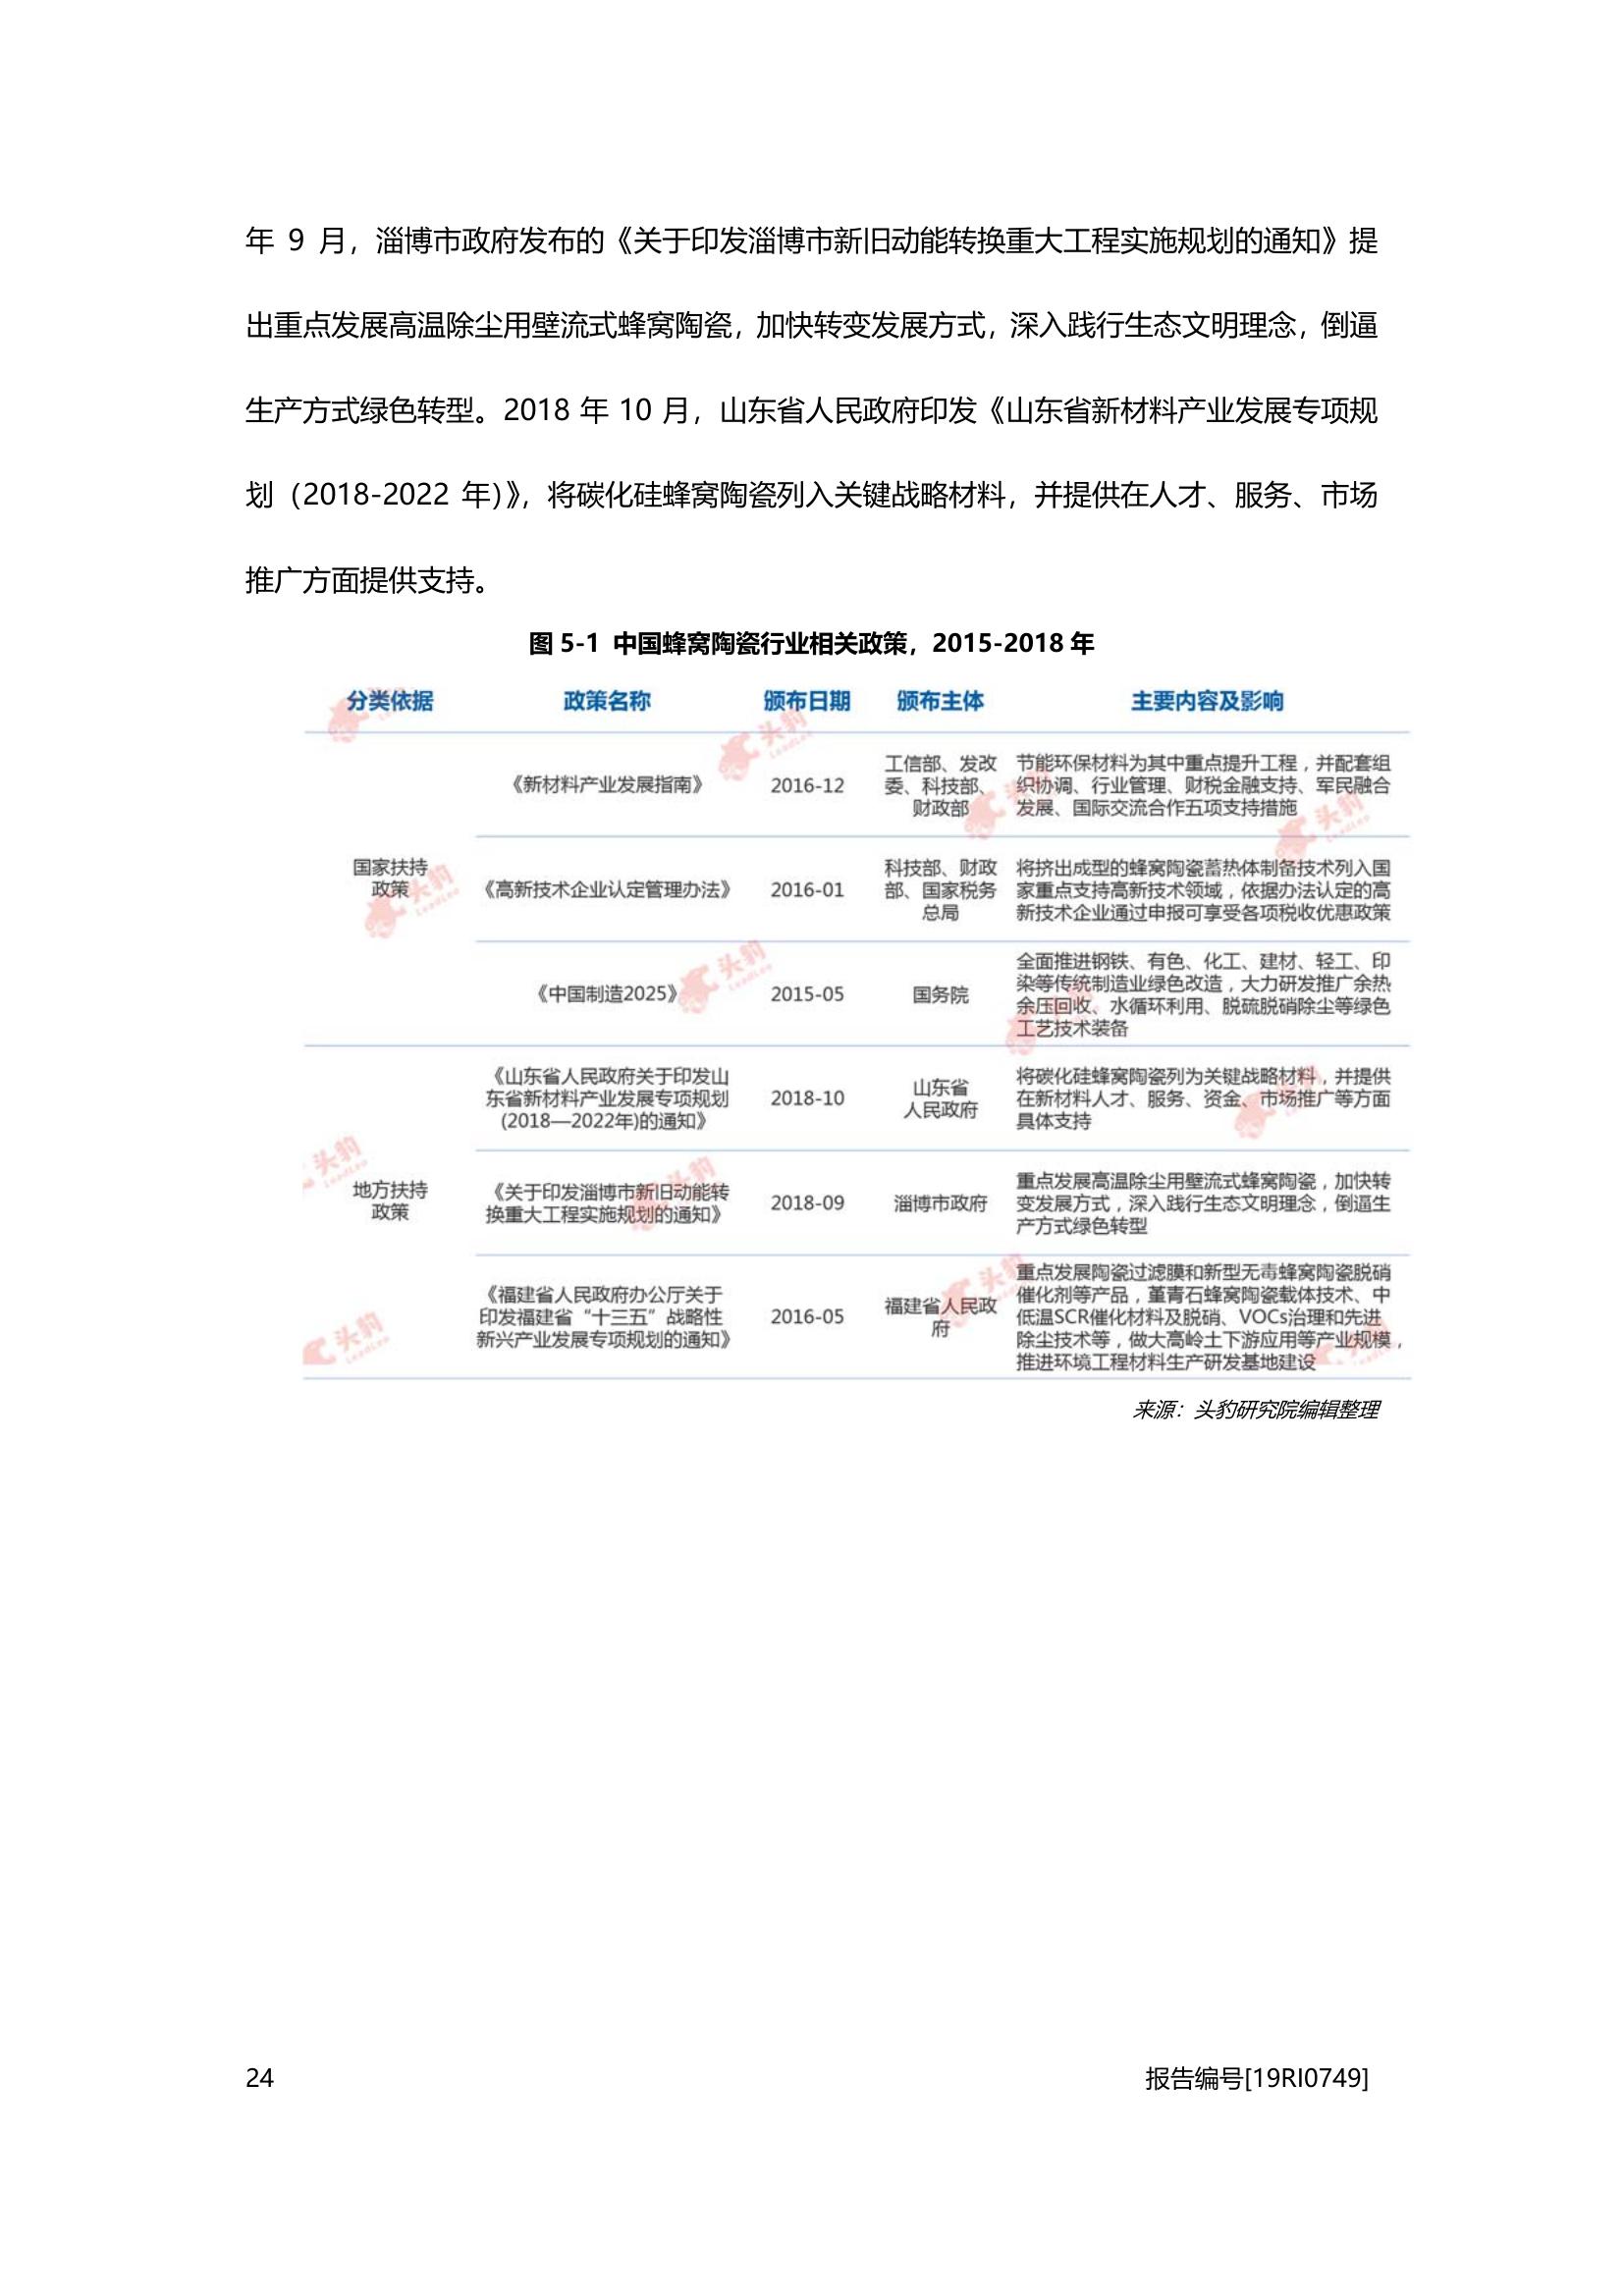 年 9 月，淄博市政府发布的《关于印发淄博市新旧动能转换重大工程实施规划的通知》提
出重点发展高温除尘用壁流式蜂窝陶瓷，加快转变发展方式，深入践行生态文明理念，倒逼
生产方式绿色转型。2018 年 10 月，山东省人民政府印发《山东省新材料产业发展专项规
划（2018-2022 年）》，将碳化硅蜂窝陶瓷列入关键战略材料，并提供在人才、服务、市场
推广方面提供支持。
图 5-1 中国蜂窝陶瓷行业相关政策，2015-2018 年
分类依据 政策名称 颁布日期 颁布主体 主要内容及影响
国家扶持
政策
《新材料产业发展指南》
2016-12
工信部、发改
委、科技部、
财政部
节能环保材料为其中重点提升工程，并配套组
织协调、行业管理、财税金融支持、军民融合
发展、国际交流合作五项支持措施
《高新技术企业认定管理办法》
2016-01
科技部、财政
部、国家税务
总局
将挤出成型的蜂窝陶瓷蓄热体制备技术列入国
家重点支持高新技术领域，依据办法认定的高
新技术企业通过申报可享受各项税收优惠政策
《中国制造2025》
2015-05
国务院
全面推进钢铁、有色、化工、建材、轻工、印
染等传统制造业绿色改造，大力研发推广余热
余压回收、水循环利用、脱硫脱硝除尘等绿色
工艺技术装备
地方扶持
政策
《山东省人民政府关于印发山
东省新材料产业发展专项规划
(2018—2022年)的通知》
2018-10
山东省
人民政府
将碳化硅蜂窝陶瓷列为关键战略材料，并提供
在新材料人才、服务、资金、市场推广等方面
具体支持
《关于印发淄博市新旧动能转
换重大工程实施规划的通知》
2018-09
淄博市政府
重点发展高温除尘用壁流式蜂窝陶瓷，加快转
变发展方式，深入践行生态文明理念，倒逼生
产方式绿色转型
《福建省人民政府办公厅关于
印发福建省“十三五”战略性
新兴产业发展专项规划的通知》
2016-05
福建省人民政
府
重点发展陶瓷过滤膜和新型无毒蜂窝陶瓷脱硝
催化剂等产品，堇青石蜂窝陶瓷载体技术、中
低温SCR催化材料及脱硝、VOCs治理和先进
除尘技术等，做大高岭土下游应用等产业规模，
推进环境工程材料生产研发基地建设
来源：头豹研究院编辑整理
24
报告编号[19RI0749]